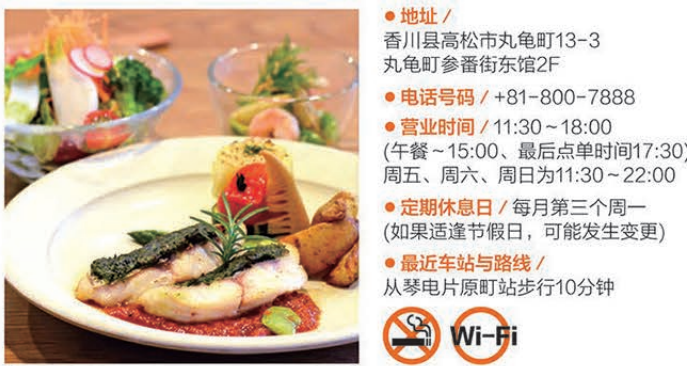 ● 地址 /
香川县高松市丸龟町13-3
丸龟町参番街东馆2F
● 电话号码 / +81-800-7888
● 营业时间 / 11:30～18:00
(午餐～15:00、最后点单时间17:30)
周五、周六、周日为11:30～22:00
● 定期休息日 / 每月第三个周一
(如果适逢节假日，可能发生变更)
● 最近车站与路线 /
从琴电片原町站步行10分钟
Wi-Fi